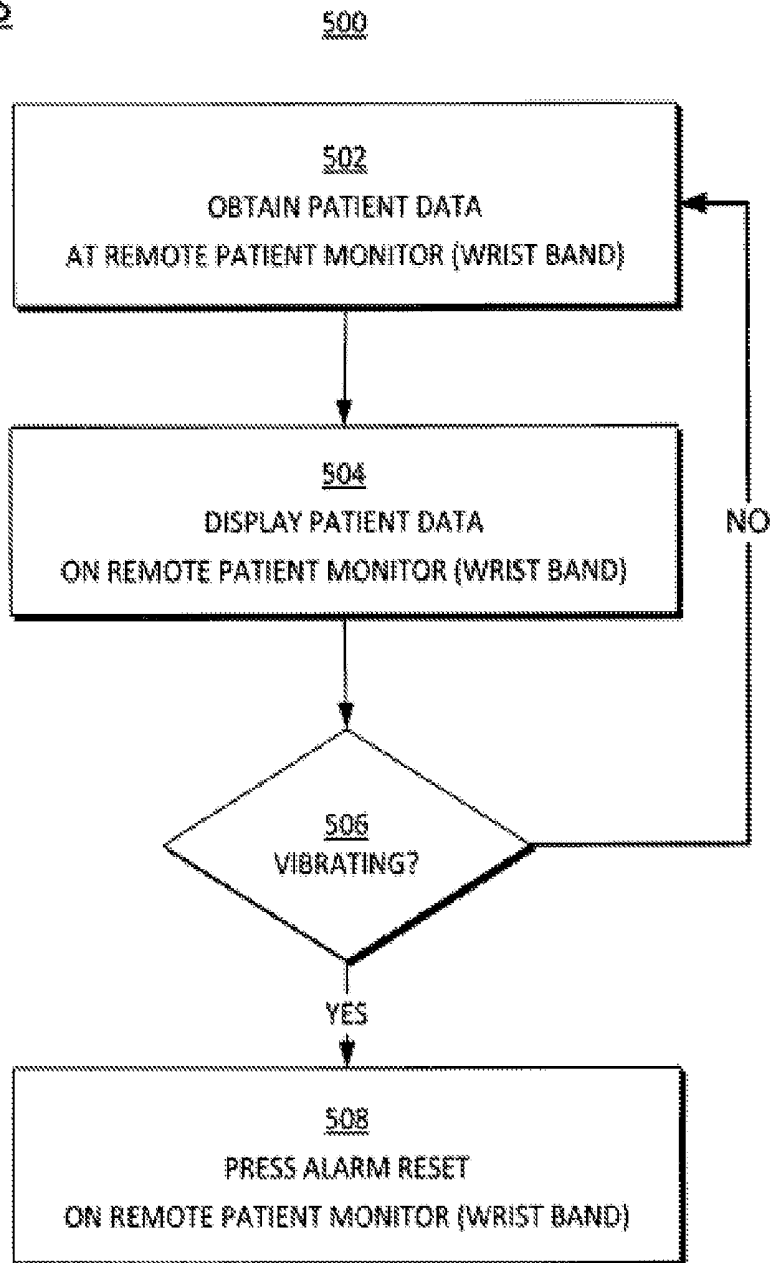 500
502
OBTAIN PATIENT DATA
AT REMOTE PATIENT MONITOR (WRIST BAND)
504
DISPLAY PATIENT DATA
ON REMOTE PATIENT MONITOR (WRIST BAND)
NO
506
VIBRATING?
YES
508
PRESS ALARM RESET
ON REMOTE PATIENT MONITOR (WRIST BAND)